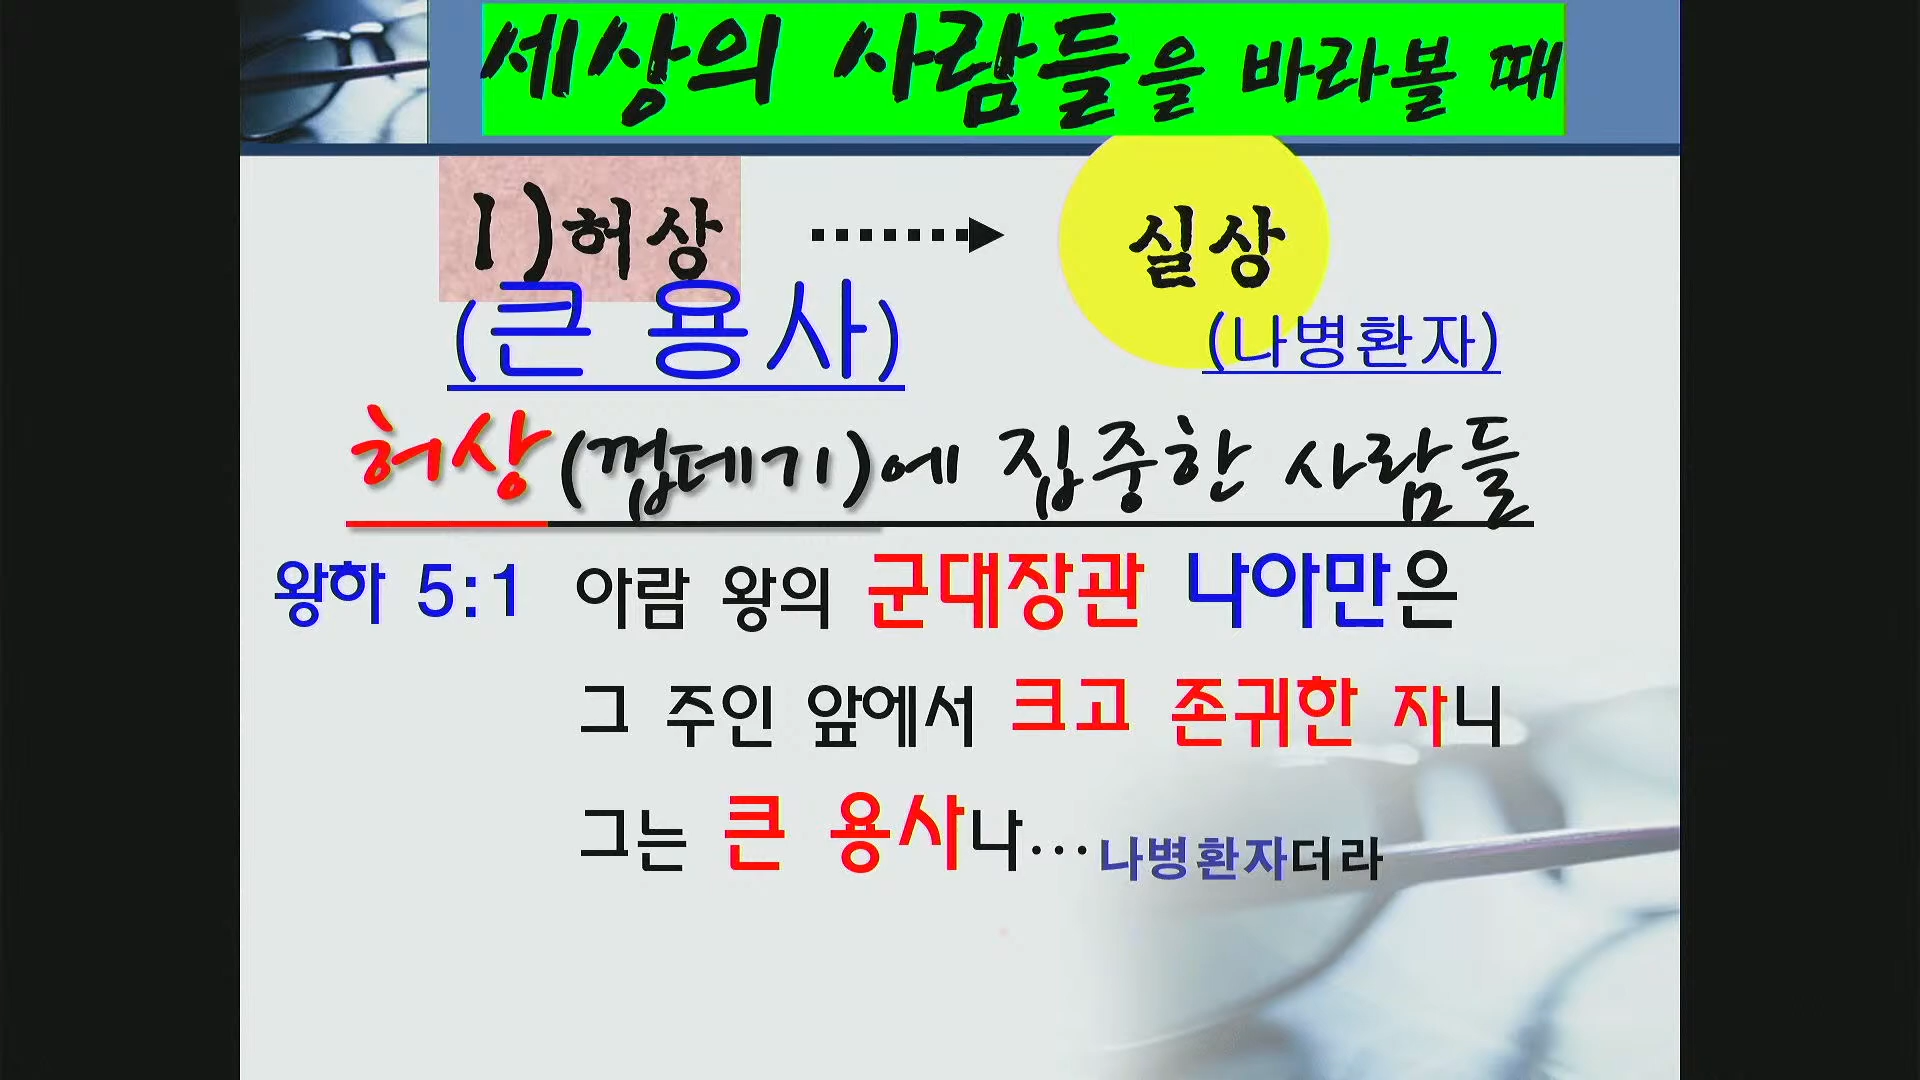 세상의 사람들을 바라볼 때
1)허상 실상
(큰 용사) (나병환자)
허상(껍데기)에 집중한 사람들
왕하 5:1 아람 왕의 군대장관 나아만은
그 주인 앞에서 크고 존귀한 자니
그는 큰 용사나…나병환자더라